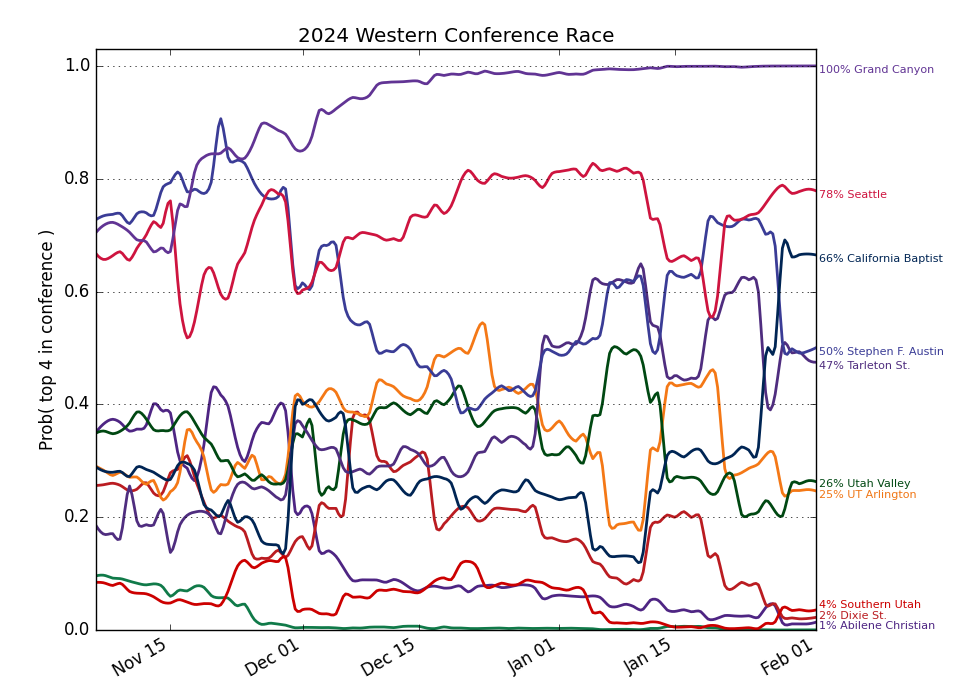 2024 Western Conference Race
Prob( top 4 in conference )
1.0
0.8
0.6
0.4
0.2
0.0
Nov 15
Dec 01
Dec 15
Jan 01
Jan 15
Feb 01
100% Grand Canyon
78% Seattle
66% California Baptist
50% Stephen F. Austin
47% Tarleton St.
26% Utah Valley
25% UT Arlington
4% Southern Utah
2% Dixie St.
1% Abilene Christian